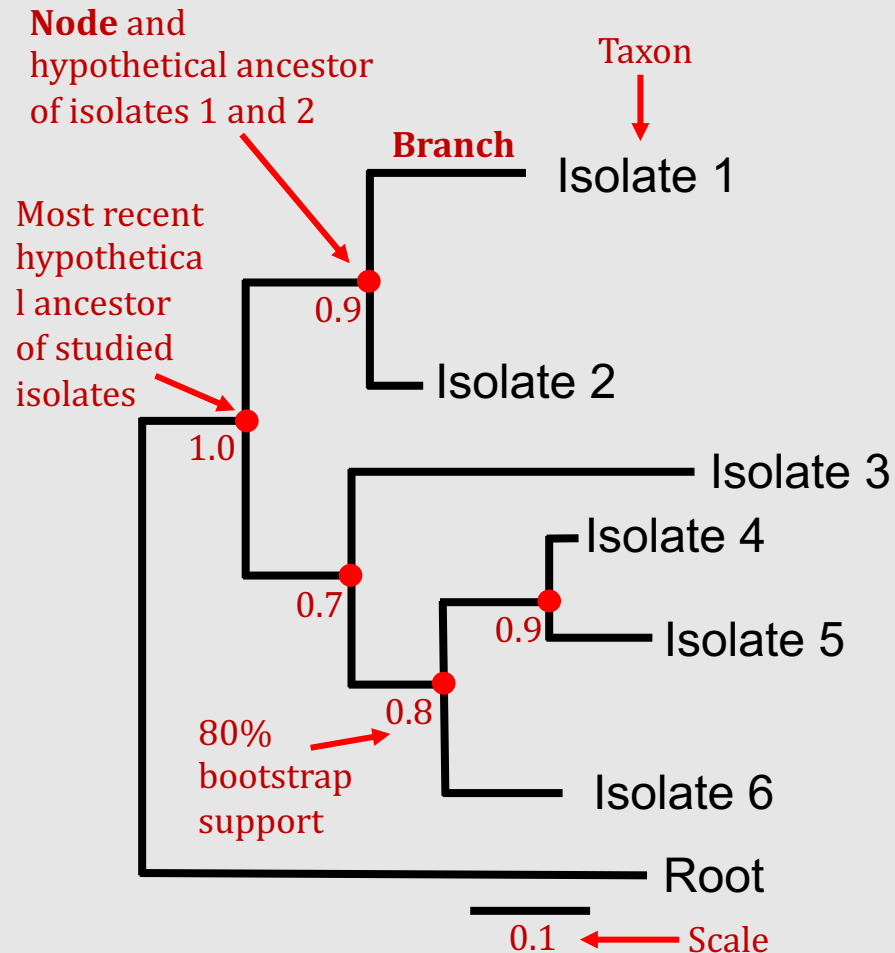 Node and
hypothetical ancestor
of isolates 1 and 2
Taxon
Branch
Isolate 1
Most recent
hypothetica
l ancestor
of studied
isolates
0.9
Isolate 2
1.0
Isolate 3
Isolate 4
0.7
0.9
Isolate 5
0.8
80%
bootstrap
support
Isolate 6
Root
0.1
Scale